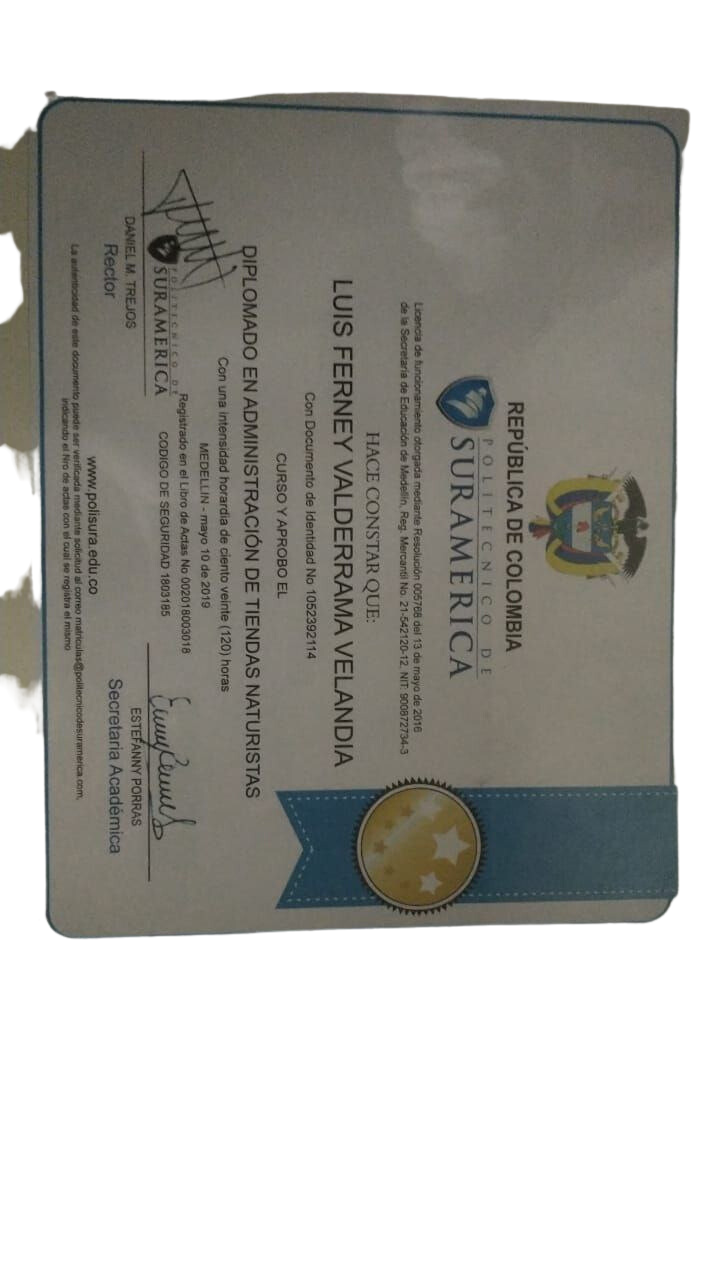 REPÚBLICA DE COLOMBIA
POLITECNICO DE
SURAMERICA
Licencia de funcionamiento otorgada mediante Resolución 005768 del 13 de mayo de 2016
de la Secretaría de Educación de Medellín, Reg. Mercantil No. 21-542120-12, NIT: 900872734-3
HACE CONSTAR QUE:
LUIS FERNEY VALDERRAMA VELANDIA
Con Documento de Identidad No 1052392114
CURSO Y APROBO EL
DIPLOMADO EN ADMINISTRACIÓN DE TIENDAS NATURISTAS
Con una intensidad horardia de ciento veinte (120) horas
MEDELLIN - mayo 10 de 2019
Registrado en el Libro de Actas No 002018003018
CODIGO DE SEGURIDAD 1803185
POLITECNICO DE
SURAMERICA
DANIEL M. TREJOS
Rector
ESTEFANNY PORRAS
Secretaria Académica
www.polisura.edu.co
La autenticidad de este documento puede ser verificada mediante solicitud al correo matriculas@politecnicodesuramerica.com,
indicando el Nro de actas con el cual se registra el mismo